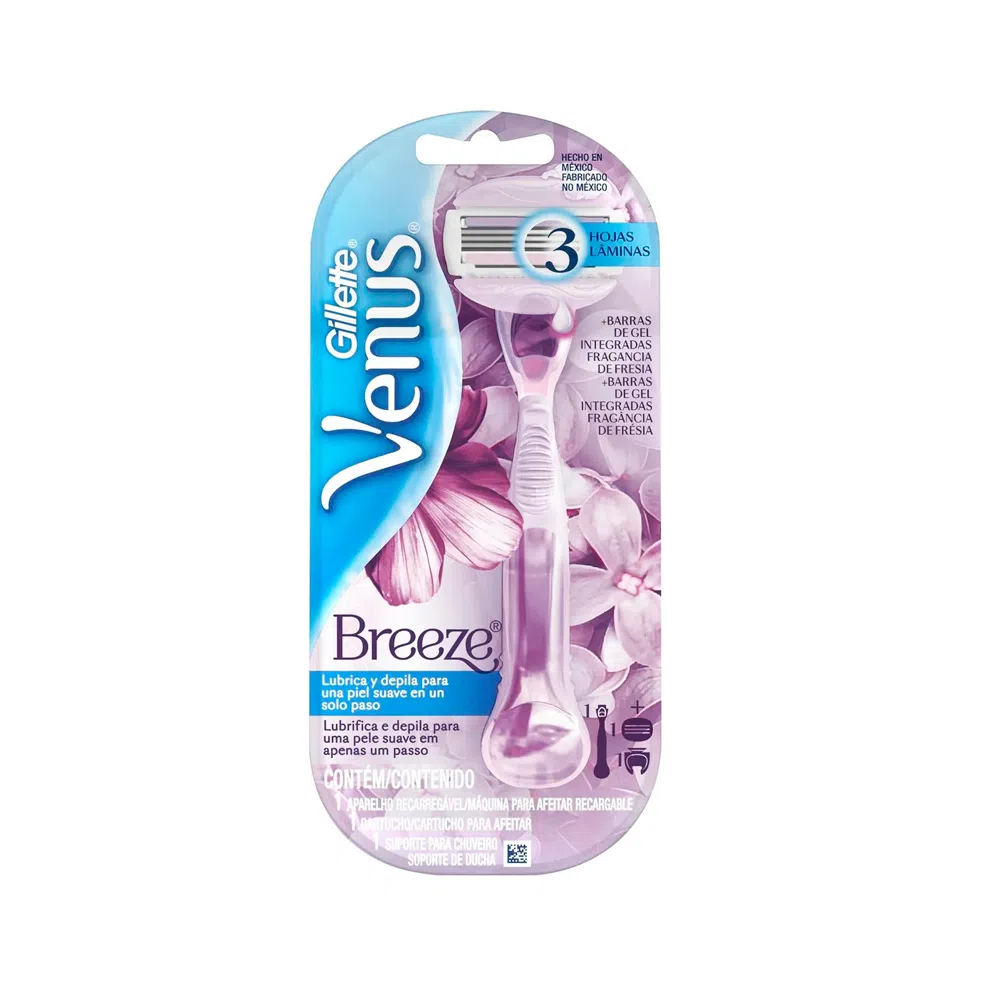 HECHO EN
MÉXICO
FABRICADO
NO MÉXICO
Gillette®
Venus®
3
HOJAS
LÂMINAS
+BARRAS
DE GEL
INTEGRADAS
FRAGANCIA
DE FRESIA
+BARRAS
DE GEL
INTEGRADAS
FRAGÂNCIA
DE FRÉSIA
Breeze®
Lubrica y depila para
una piel suave en un
solo paso
Lubrifica e depila para
uma pele suave em
apenas um passo
1
+
1
1
CONTÉM/CONTENIDO
1 APARELHO RECARREGÁVEL/MÁQUINA PARA AFEITAR RECARGABLE
1 CARTUCHO/CARTUCHO PARA AFEITAR
1 SUPORTE PARA CHUVEIRO
SOPORTE DE DUCHA